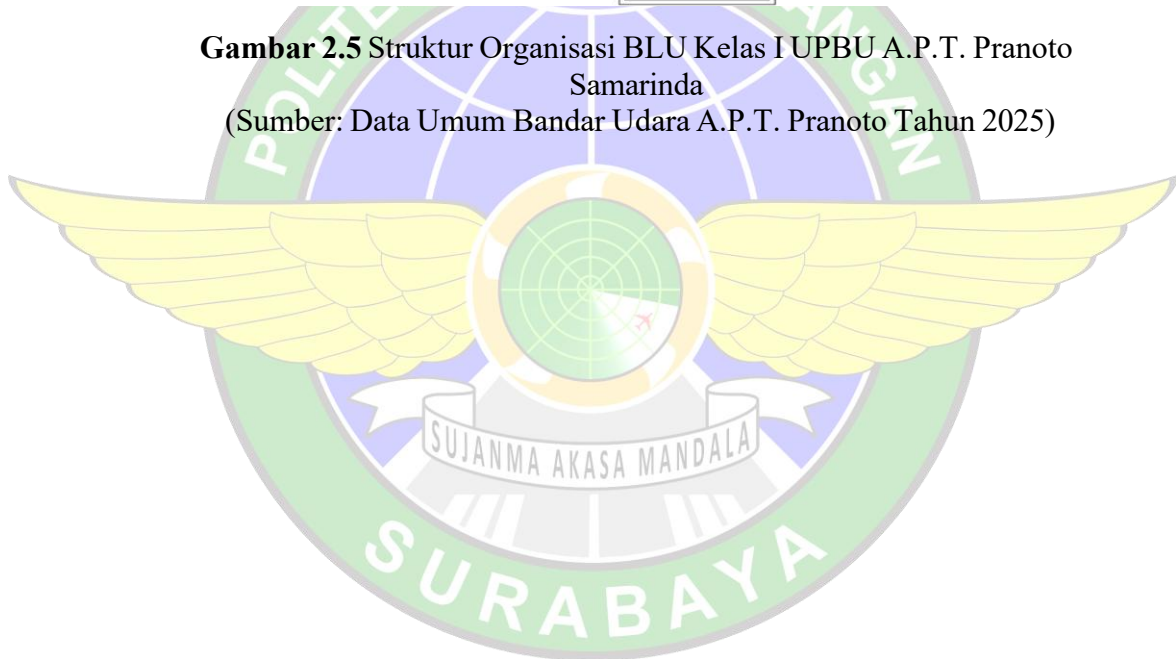 Gambar 2.5 Struktur Organisasi BLU Kelas I UPBU A.P.T. Pranoto
Samarinda
(Sumber: Data Umum Bandar Udara A.P.T. Pranoto Tahun 2025)
SUJANMA AKASA MANDALA
SURABAYA